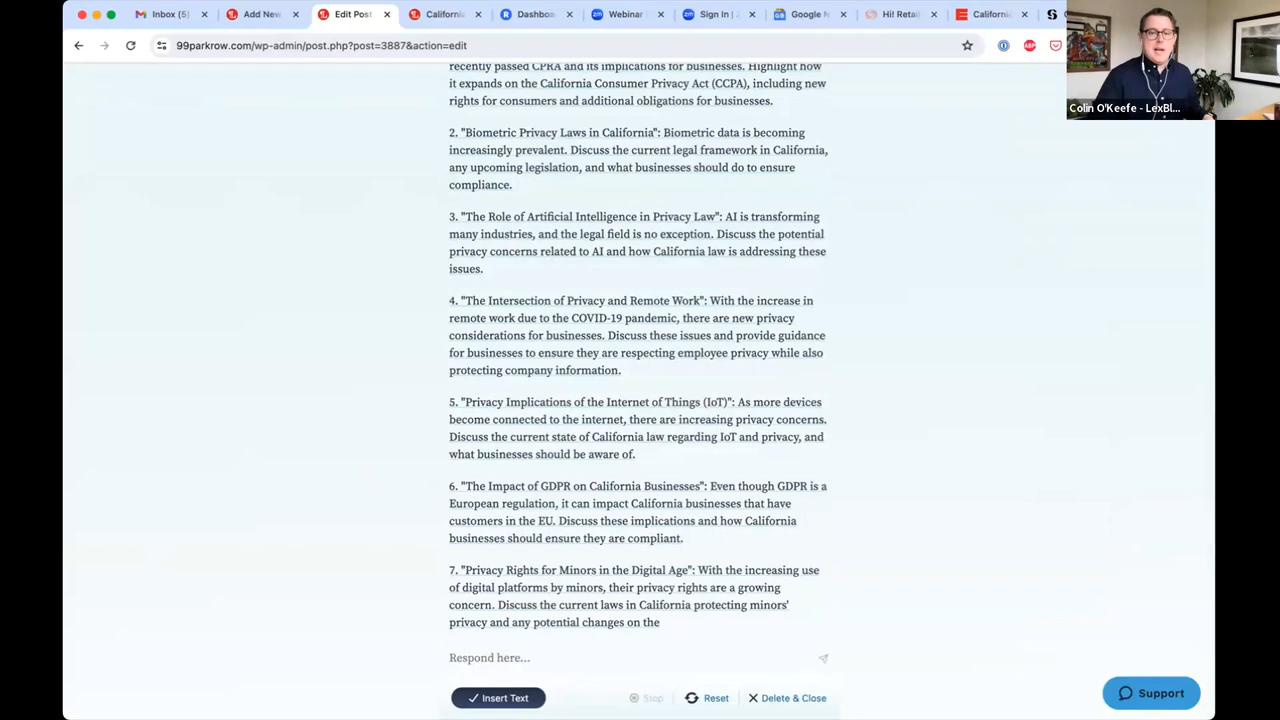 Inbox (5)
Add New
Edit Post
California
Dashboa
Webinar
Sign In |
Google N
Hi! Retai
Californi
99parkrow.com/wp-admin/post.php?post=3887&action=edit
Colin O'Keefe - LexBl...
recently passed CPRA and its implications for businesses. Highlight how
it expands on the California Consumer Privacy Act (CCPA), including new
rights for consumers and additional obligations for businesses.
2. "Biometric Privacy Laws in California": Biometric data is becoming
increasingly prevalent. Discuss the current legal framework in California,
any upcoming legislation, and what businesses should do to ensure
compliance.
3. "The Role of Artificial Intelligence in Privacy Law": AI is transforming
many industries, and the legal field is no exception. Discuss the potential
privacy concerns related to AI and how California law is addressing these
issues.
4. "The Intersection of Privacy and Remote Work": With the increase in
remote work due to the COVID-19 pandemic, there are new privacy
considerations for businesses. Discuss these issues and provide guidance
for businesses to ensure they are respecting employee privacy while also
protecting company information.
5. "Privacy Implications of the Internet of Things (IoT)": As more devices
become connected to the internet, there are increasing privacy concerns.
Discuss the current state of California law regarding IoT and privacy, and
what businesses should be aware of.
6. "The Impact of GDPR on California Businesses": Even though GDPR is a
European regulation, it can impact California businesses that have
customers in the EU. Discuss these implications and how California
businesses should ensure they are compliant.
7. "Privacy Rights for Minors in the Digital Age": With the increasing use
of digital platforms by minors, their privacy rights are a growing
concern. Discuss the current laws in California protecting minors'
privacy and any potential changes on the
Respond here...
Insert Text
Stop
Reset
Delete & Close
Support